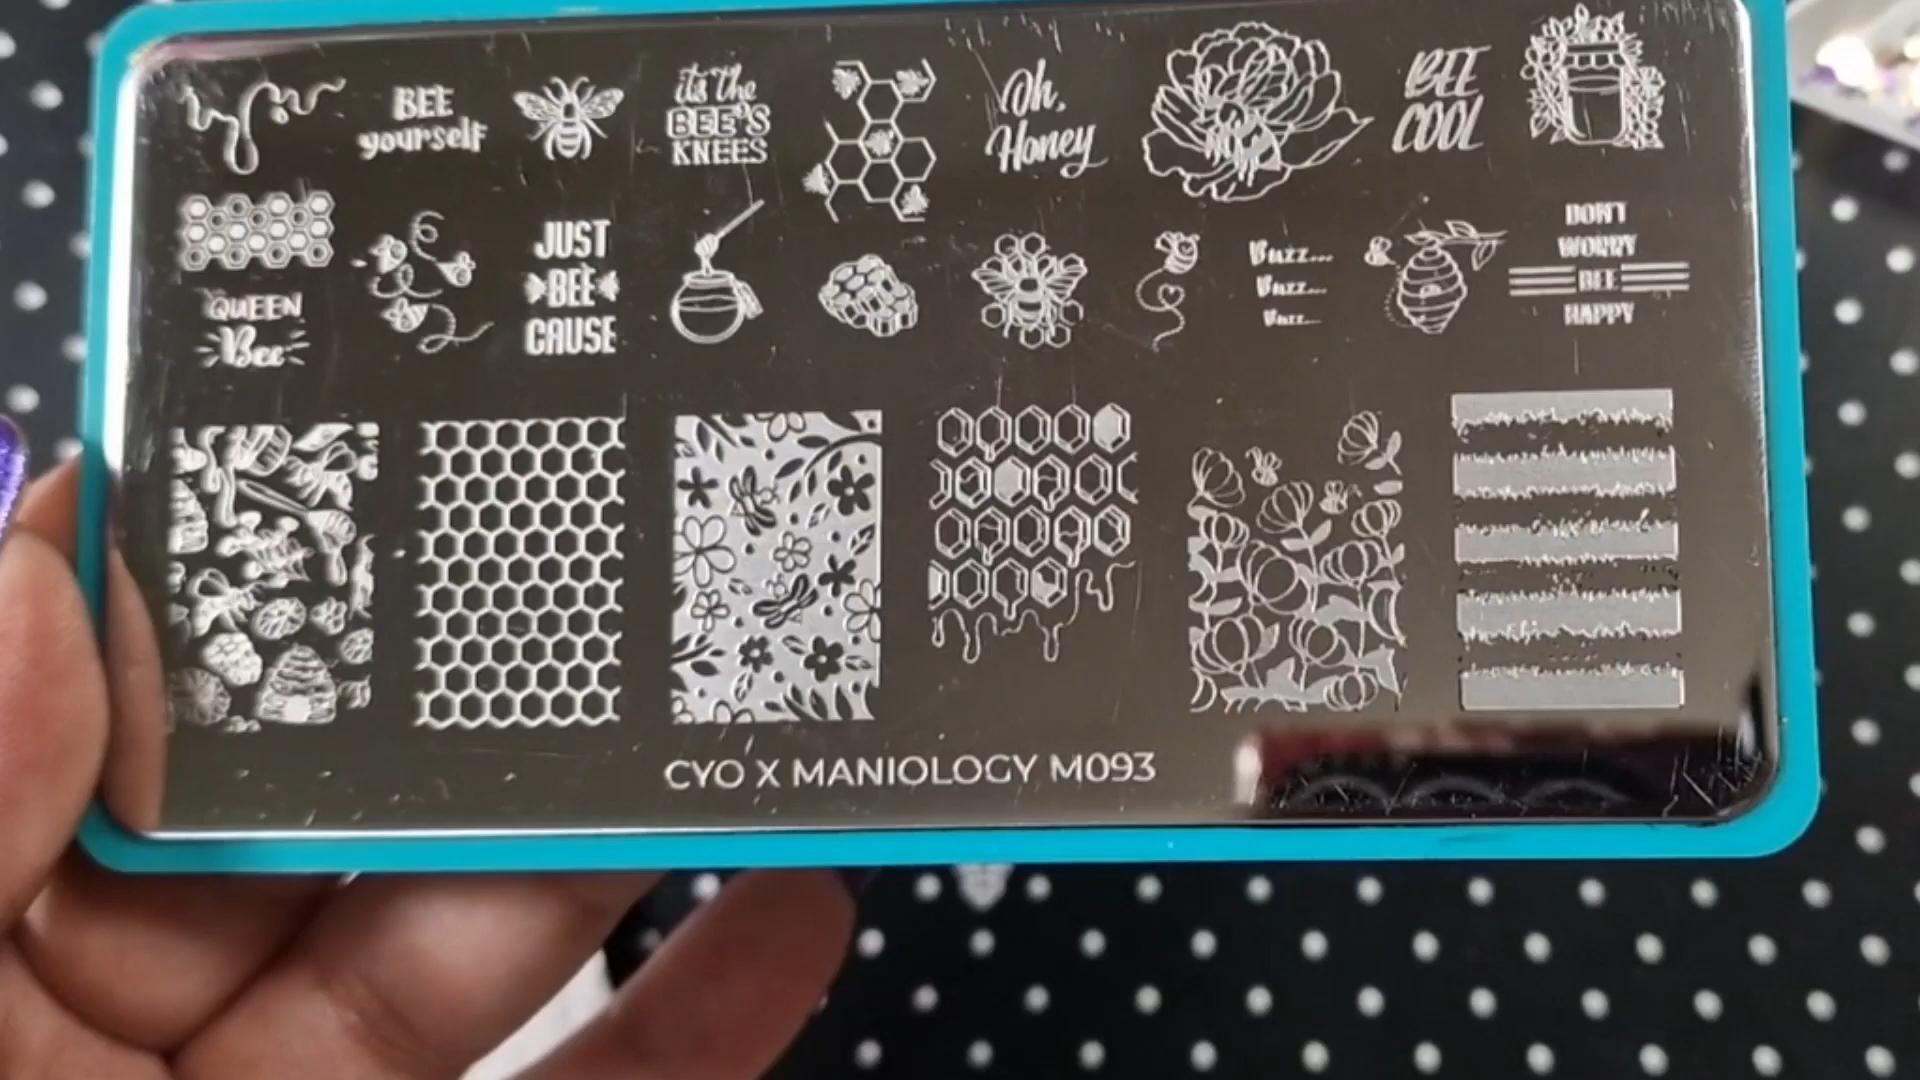 BEE
yourself
it's the
BEE'S
KNEES
Oh,
Honey
BEE
COOL
QUEEN
Bee
JUST
BEE
CAUSE
Buzz...
Buzz...
Buzz...
DON'T
WORRY
BEE
HAPPY
CYO X MANIOLOGY M093